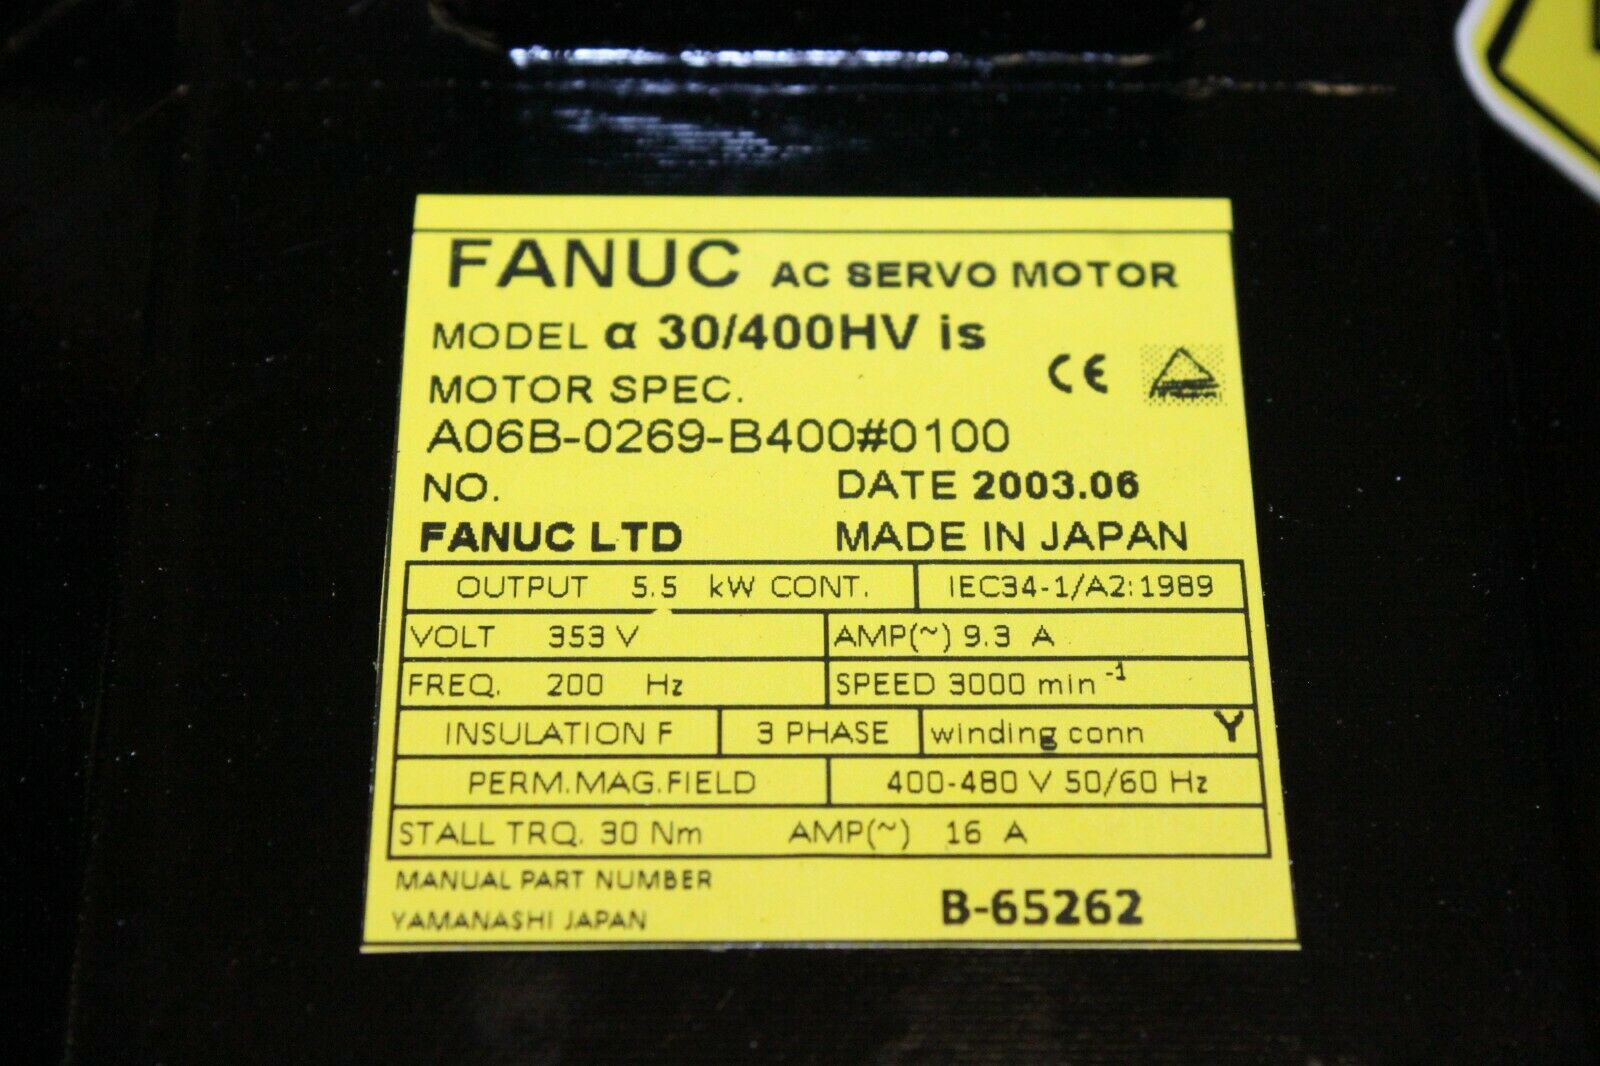 FANUC AC SERVO MOTOR
MODEL α 30/400HV is
MOTOR SPEC.
CE
A06B-0269-B400#0100
NO. DATE 2003.06
FANUC LTD MADE IN JAPAN
OUTPUT 5.5 kW CONT. IEC34-1/A2:1989
VOLT 353 V AMP(~) 9.3 A
FREQ. 200 Hz SPEED 3000 min⁻¹
INSULATION F 3 PHASE winding conn Y
PERM.MAG.FIELD 400-480 V 50/60 Hz
STALL TRQ. 30 Nm AMP(~) 16 A
MANUAL PART NUMBER B-65262
YAMANASHI JAPAN